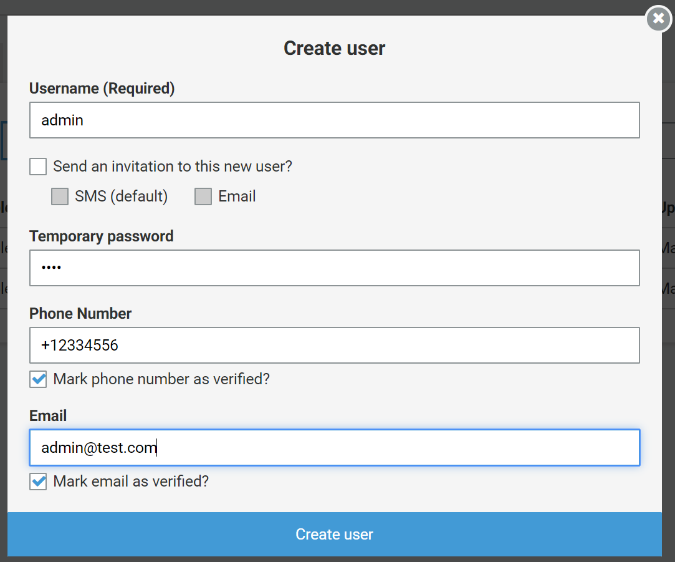 Create user
Username (Required)
admin
Send an invitation to this new user?
SMS (default) Email
Temporary password
••••
Phone Number
+12334556
Mark phone number as verified?
Email
admin@test.com
Mark email as verified?
Create user